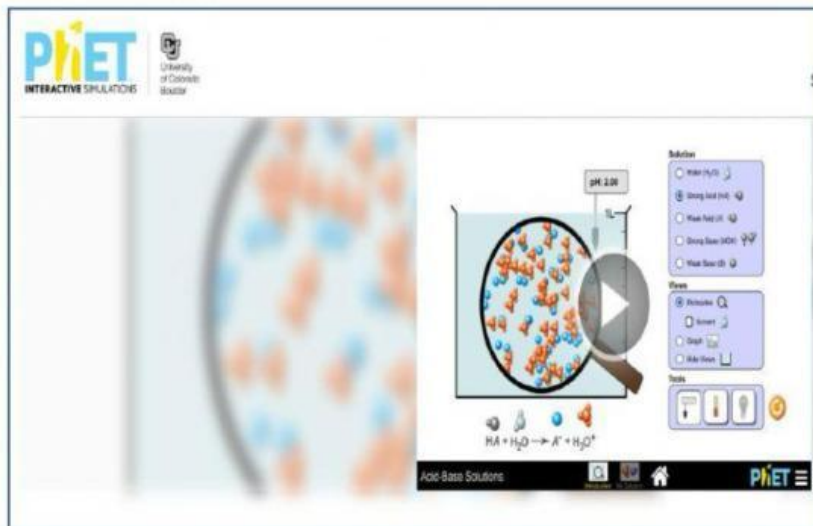 PhET
INTERACTIVE SIMULATIONS
University
of Colorado
Boulder
pH: 2.00
1L
Solution
Water (H₂O)
Strong Acid (HA)
Weak Acid (A)
Strong Base (MOH)
Weak Base (B)
Views
Molecules
Solvent
Graph
Hide Views
Tools
HA + H₂O → A⁻ + H₃O⁺
Acid-Base Solutions
PhET